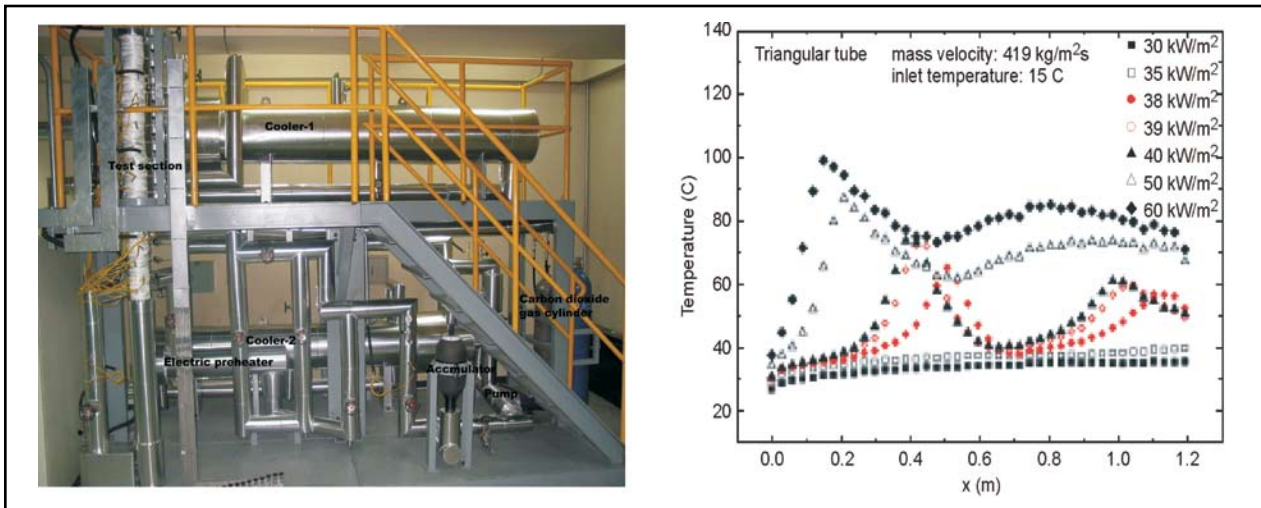 Cooler-1
Test section
Carbon dioxide
gas cylinder
Cooler-2
Electric preheater
Accmulator
Pump
Triangular tube
mass velocity: 419 kg/m²s
inlet temperature: 15 C
30 kW/m²
35 kW/m²
38 kW/m²
39 kW/m²
40 kW/m²
50 kW/m²
60 kW/m²
Temperature (C)
140
120
100
80
60
40
20
0.0 0.2 0.4 0.6 0.8 1.0 1.2
x (m)